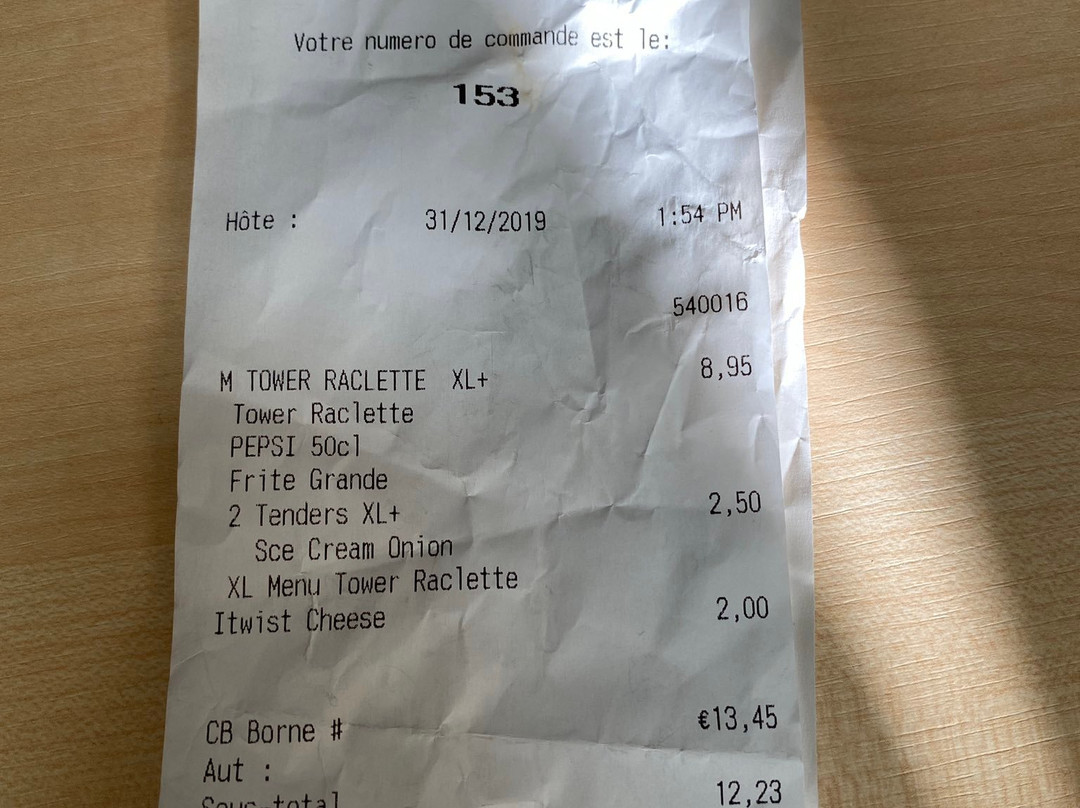 Votre numero de commande est le:
153
Hôte : 31/12/2019 1:54 PM
540016
M TOWER RACLETTE XL+ 8,95
Tower Raclette
PEPSI 50cl
Frite Grande
2 Tenders XL+ 2,50
Sce Cream Onion
XL Menu Tower Raclette
Itwist Cheese 2,00
CB Borne # €13,45
Aut :
Sous-total 12,23